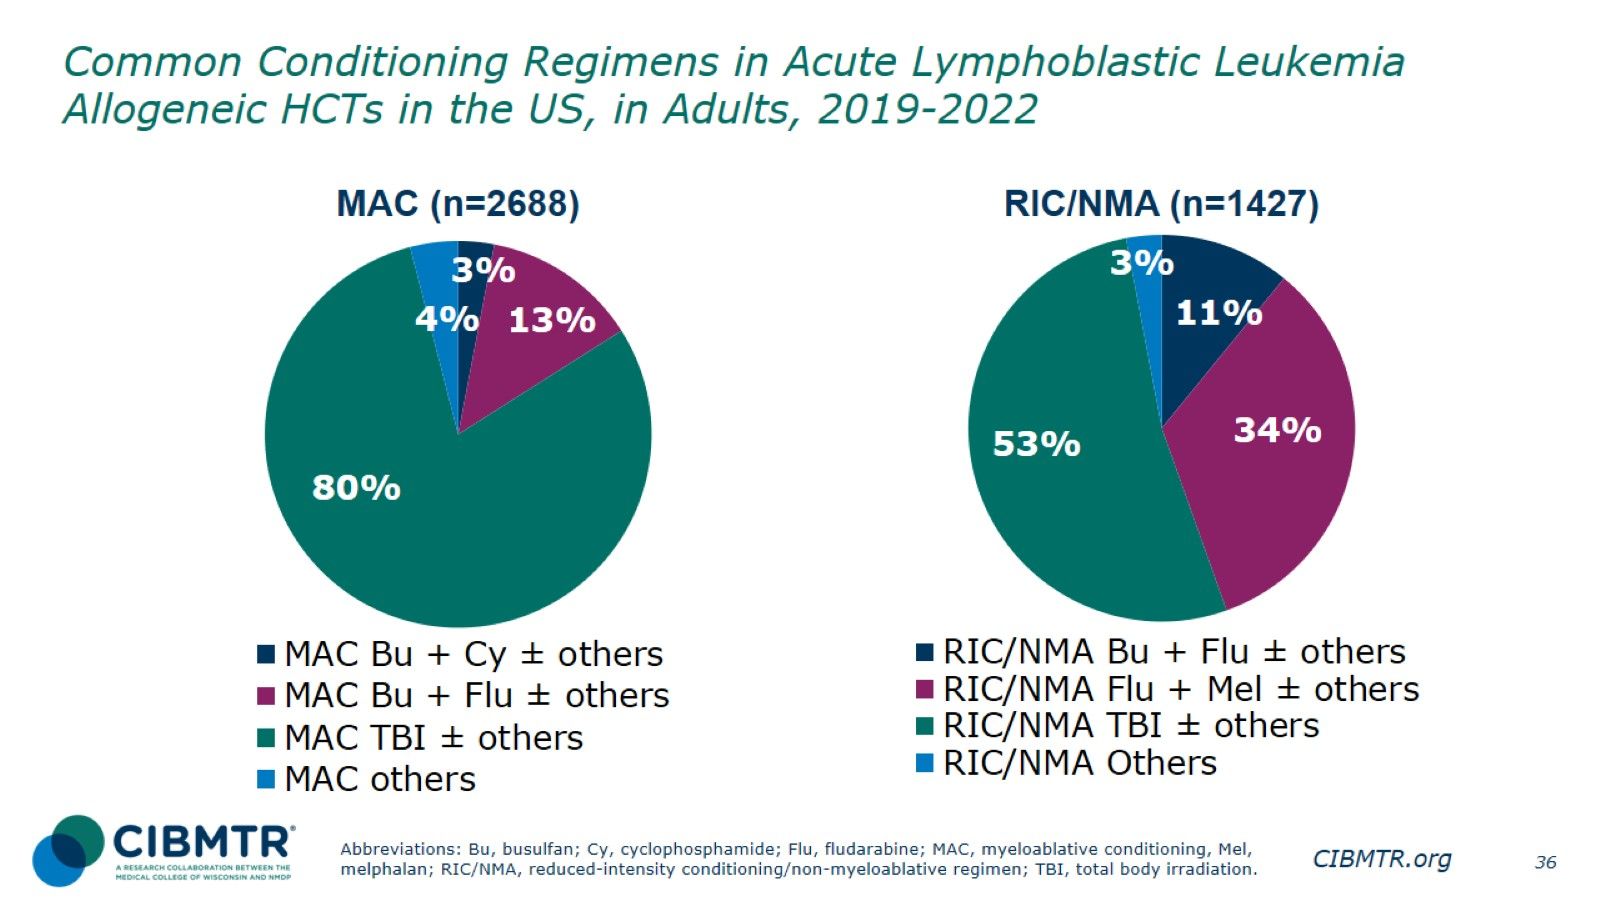 Common Conditioning Regimens in Acute Lymphoblastic Leukemia
Allogeneic HCTs in the US, in Adults, 2019-2022
MAC (n=2688)
3%
4%
13%
80%
MAC Bu + Cy ± others
MAC Bu + Flu ± others
MAC TBI ± others
MAC others
RIC/NMA (n=1427)
3%
11%
34%
53%
RIC/NMA Bu + Flu ± others
RIC/NMA Flu + Mel ± others
RIC/NMA TBI ± others
RIC/NMA Others
CIBMTR®
A RESEARCH COLLABORATION BETWEEN THE
MEDICAL COLLEGE OF WISCONSIN AND NMDP
Abbreviations: Bu, busulfan; Cy, cyclophosphamide; Flu, fludarabine; MAC, myeloablative conditioning, Mel,
melphalan; RIC/NMA, reduced-intensity conditioning/non-myeloablative regimen; TBI, total body irradiation.
CIBMTR.org
36